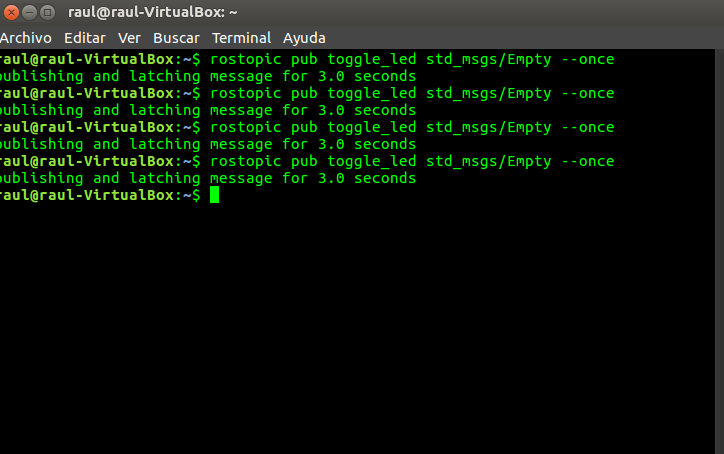 raul@raul-VirtualBox: ~
Archivo Editar Ver Buscar Terminal Ayuda
raul@raul-VirtualBox:~$ rostopic pub toggle_led std_msgs/Empty --once
publishing and latching message for 3.0 seconds
raul@raul-VirtualBox:~$ rostopic pub toggle_led std_msgs/Empty --once
publishing and latching message for 3.0 seconds
raul@raul-VirtualBox:~$ rostopic pub toggle_led std_msgs/Empty --once
publishing and latching message for 3.0 seconds
raul@raul-VirtualBox:~$ rostopic pub toggle_led std_msgs/Empty --once
publishing and latching message for 3.0 seconds
raul@raul-VirtualBox:~$